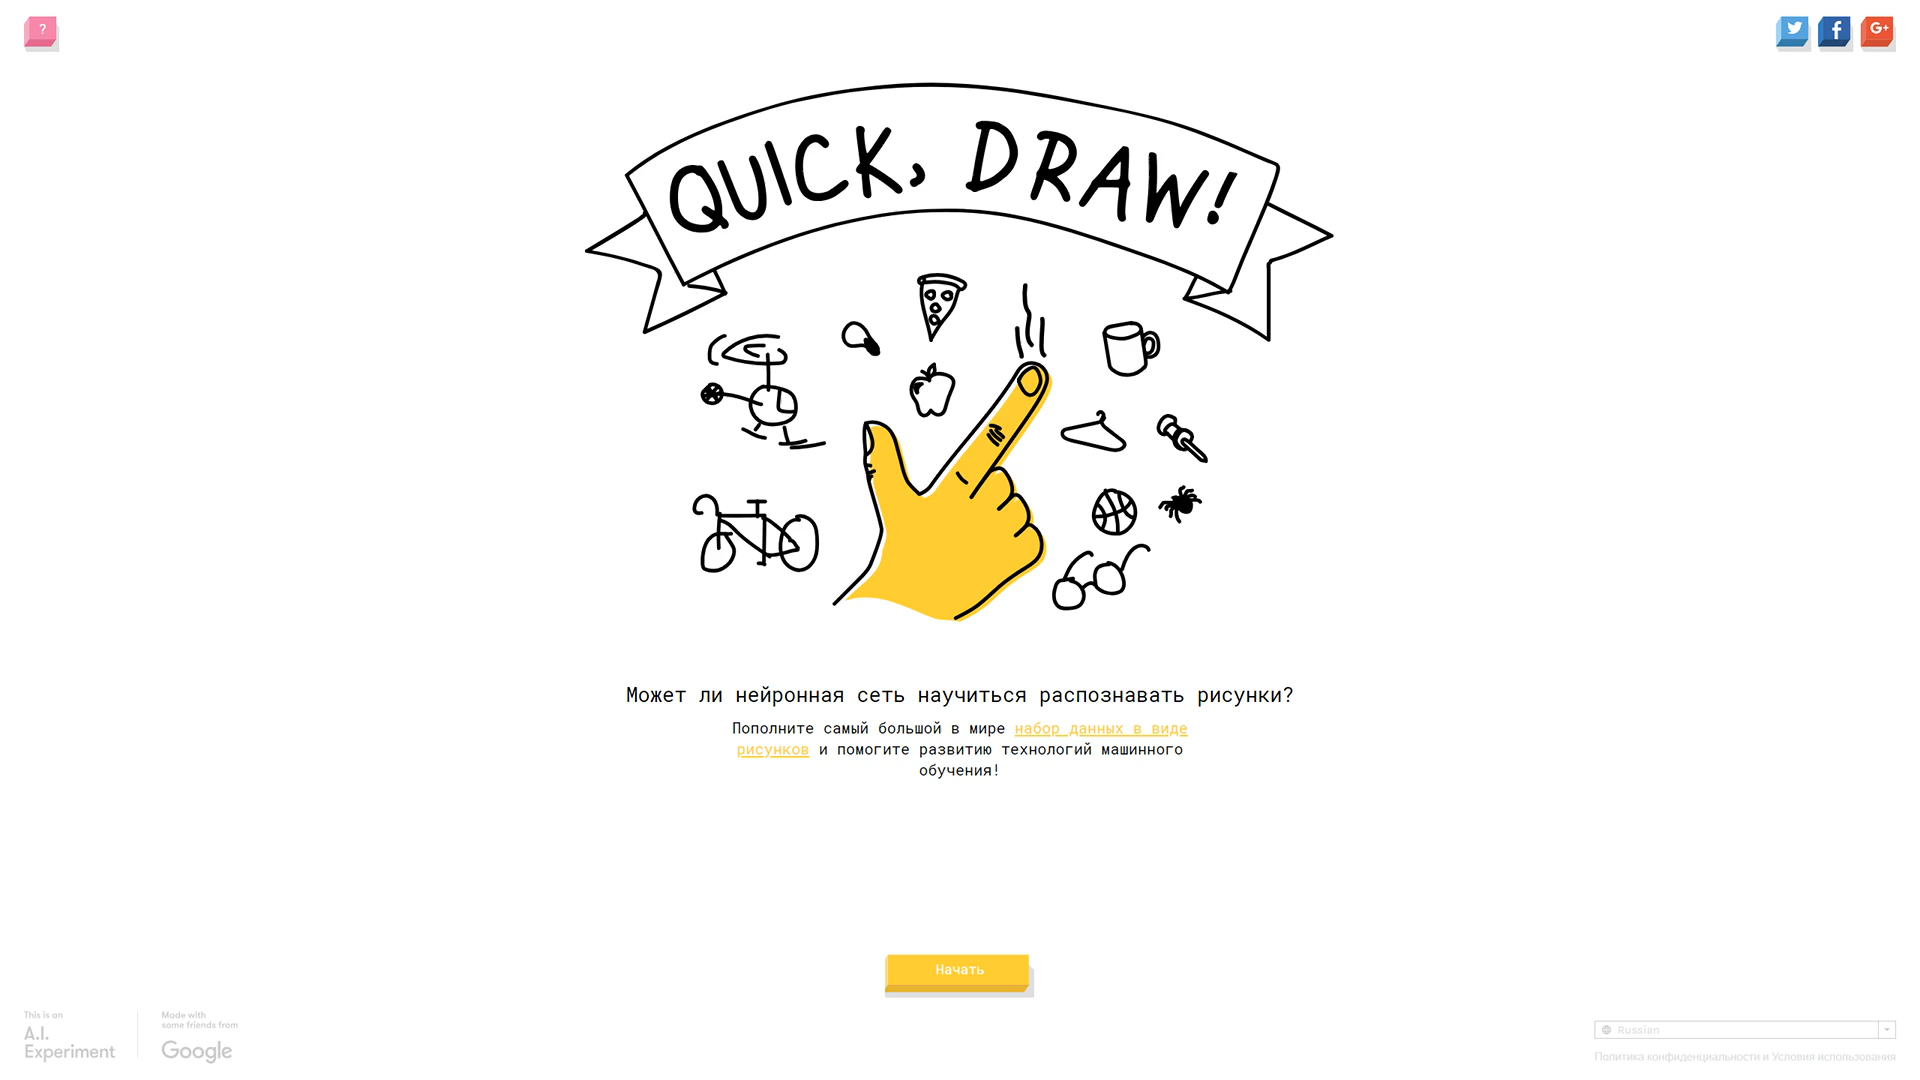 ?
G+
QUICK, DRAW!
Может ли нейронная сеть научиться распознавать рисунки?
Пополните самый большой в мире набор данных в виде
рисунков и помогите развитию технологий машинного
обучения!
Начать
This is an
A.I.
Experiment
Made with
some friends from
Google
Russian
Политика конфиденциальности и Условия использования